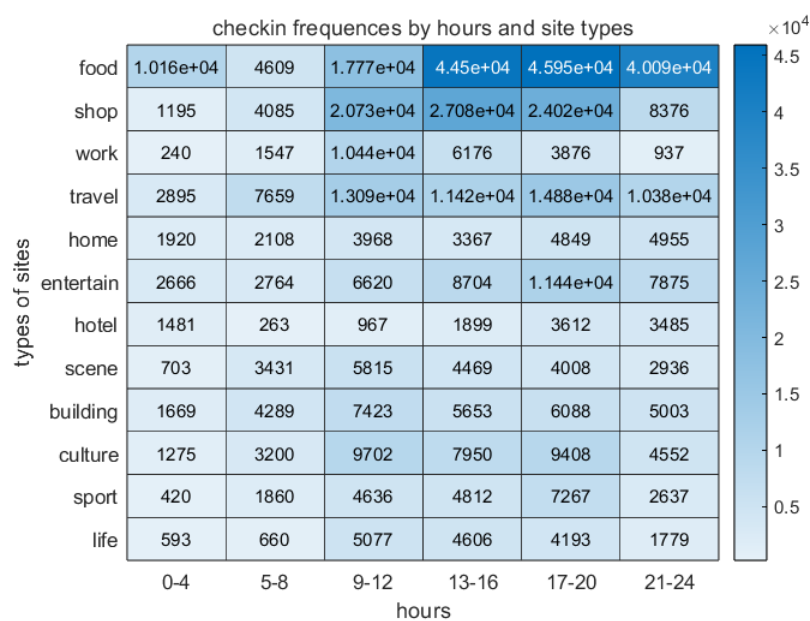 checkin frequences by hours and site types
×10^4
food 1.016e+04 4609 1.777e+04 4.45e+04 4.595e+04 4.009e+04
shop 1195 4085 2.073e+04 2.708e+04 2.402e+04 8376
work 240 1547 1.044e+04 6176 3876 937
travel 2895 7659 1.309e+04 1.142e+04 1.488e+04 1.038e+04
home 1920 2108 3968 3367 4849 4955
entertain 2666 2764 6620 8704 1.144e+04 7875
hotel 1481 263 967 1899 3612 3485
scene 703 3431 5815 4469 4008 2936
building 1669 4289 7423 5653 6088 5003
culture 1275 3200 9702 7950 9408 4552
sport 420 1860 4636 4812 7267 2637
life 593 660 5077 4606 4193 1779
0-4 5-8 9-12 13-16 17-20 21-24
hours
types of sites
4.5
4
3.5
3
2.5
2
1.5
1
0.5